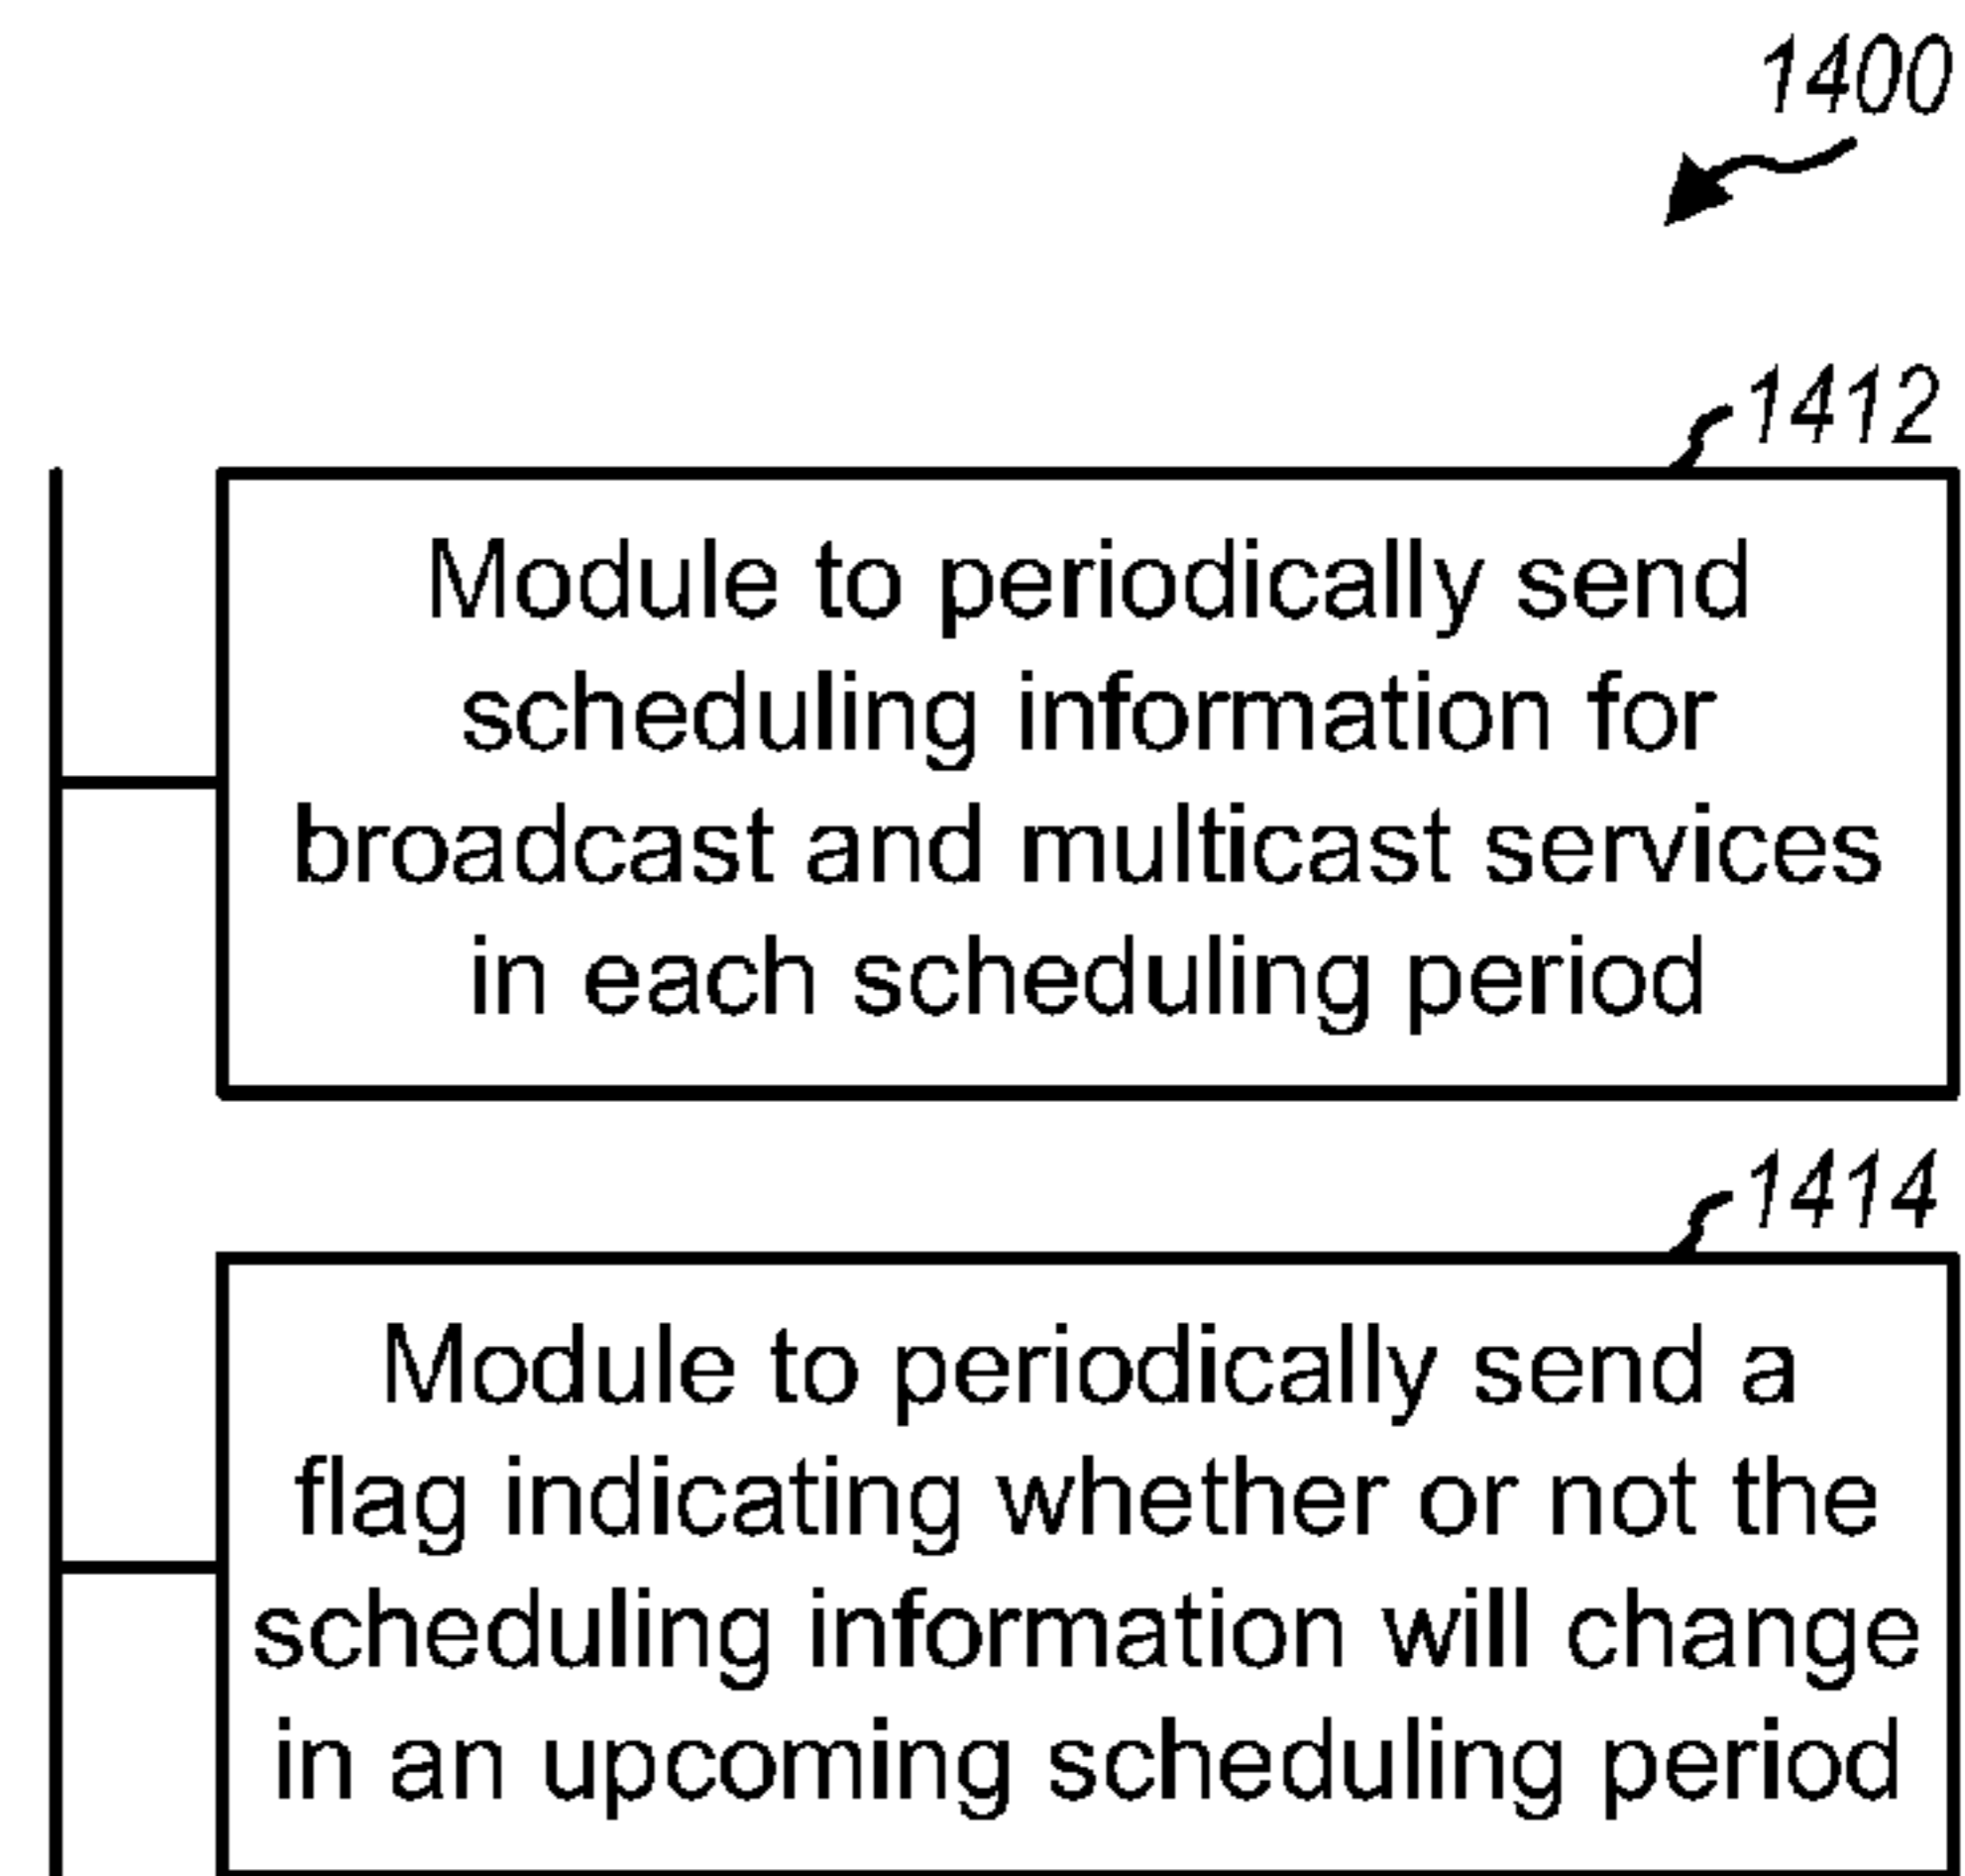 1400
1412
Module to periodically send
scheduling information for
broadcast and multicast services
in each scheduling period
1414
Module to periodically send a
flag indicating whether or not the
scheduling information will change
in an upcoming scheduling period